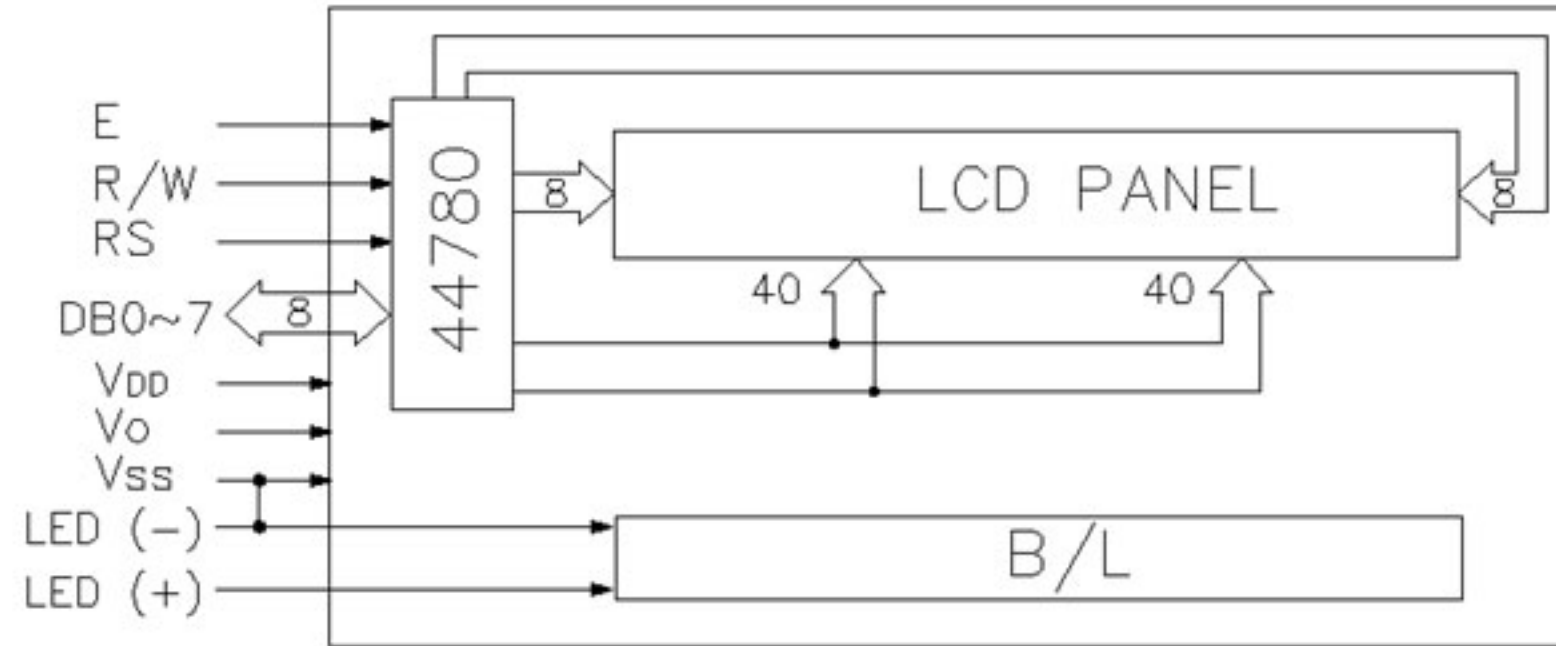 E
R/W
RS
DB0~7
8
VDD
Vo
Vss
LED (-)
LED (+)
44780
8
LCD PANEL
8
40
40
B/L